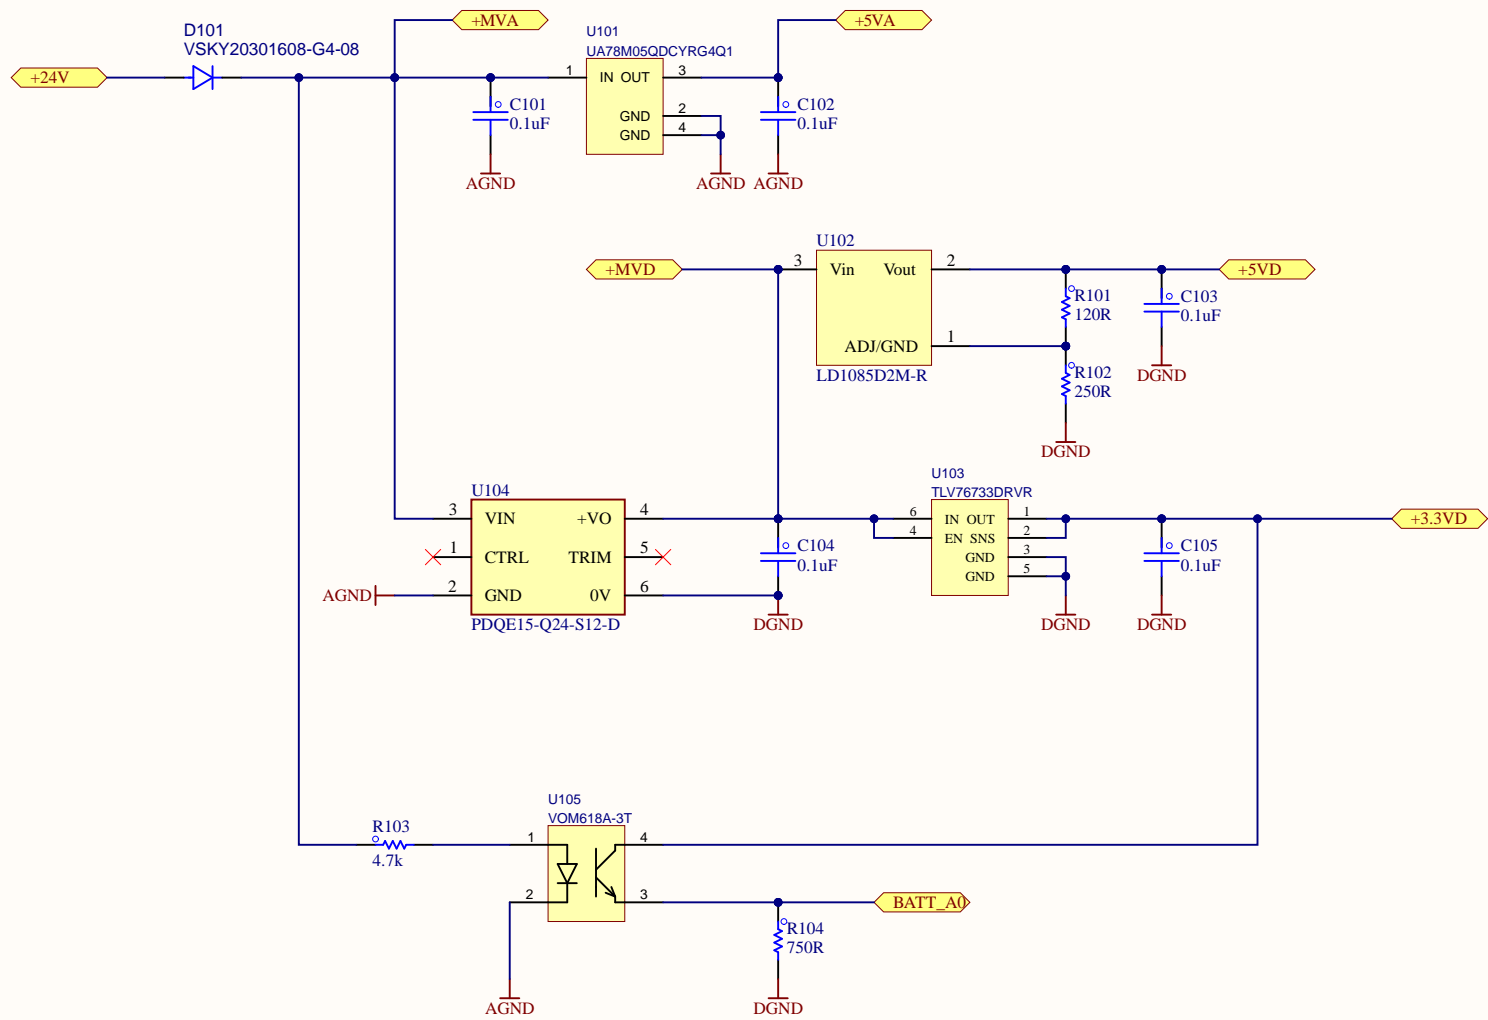 D101
VSKY20301608-G4-08
+24V
+MVA
U101
UA78M05QDCYRG4Q1
1
IN OUT
3
GND
2
GND
4
+5VA
C101
0.1uF
AGND
AGND
C102
0.1uF
AGND
+MVD
U102
3
Vin
Vout
2
ADJ/GND
1
LD1085D2M-R
R101
120R
R102
250R
DGND
C103
0.1uF
DGND
+5VD
U104
3
VIN
+VO
4
1
CTRL
TRIM
5
AGND
2
GND
0V
6
PDQE15-Q24-S12-D
C104
0.1uF
DGND
U103
TLV76733DRVR
6
IN OUT
1
4
EN SNS
2
GND
3
GND
5
DGND
C105
0.1uF
DGND
+3.3VD
R103
4.7k
U105
VOM618A-3T
1
4
2
3
AGND
BATT_A0
R104
750R
DGND